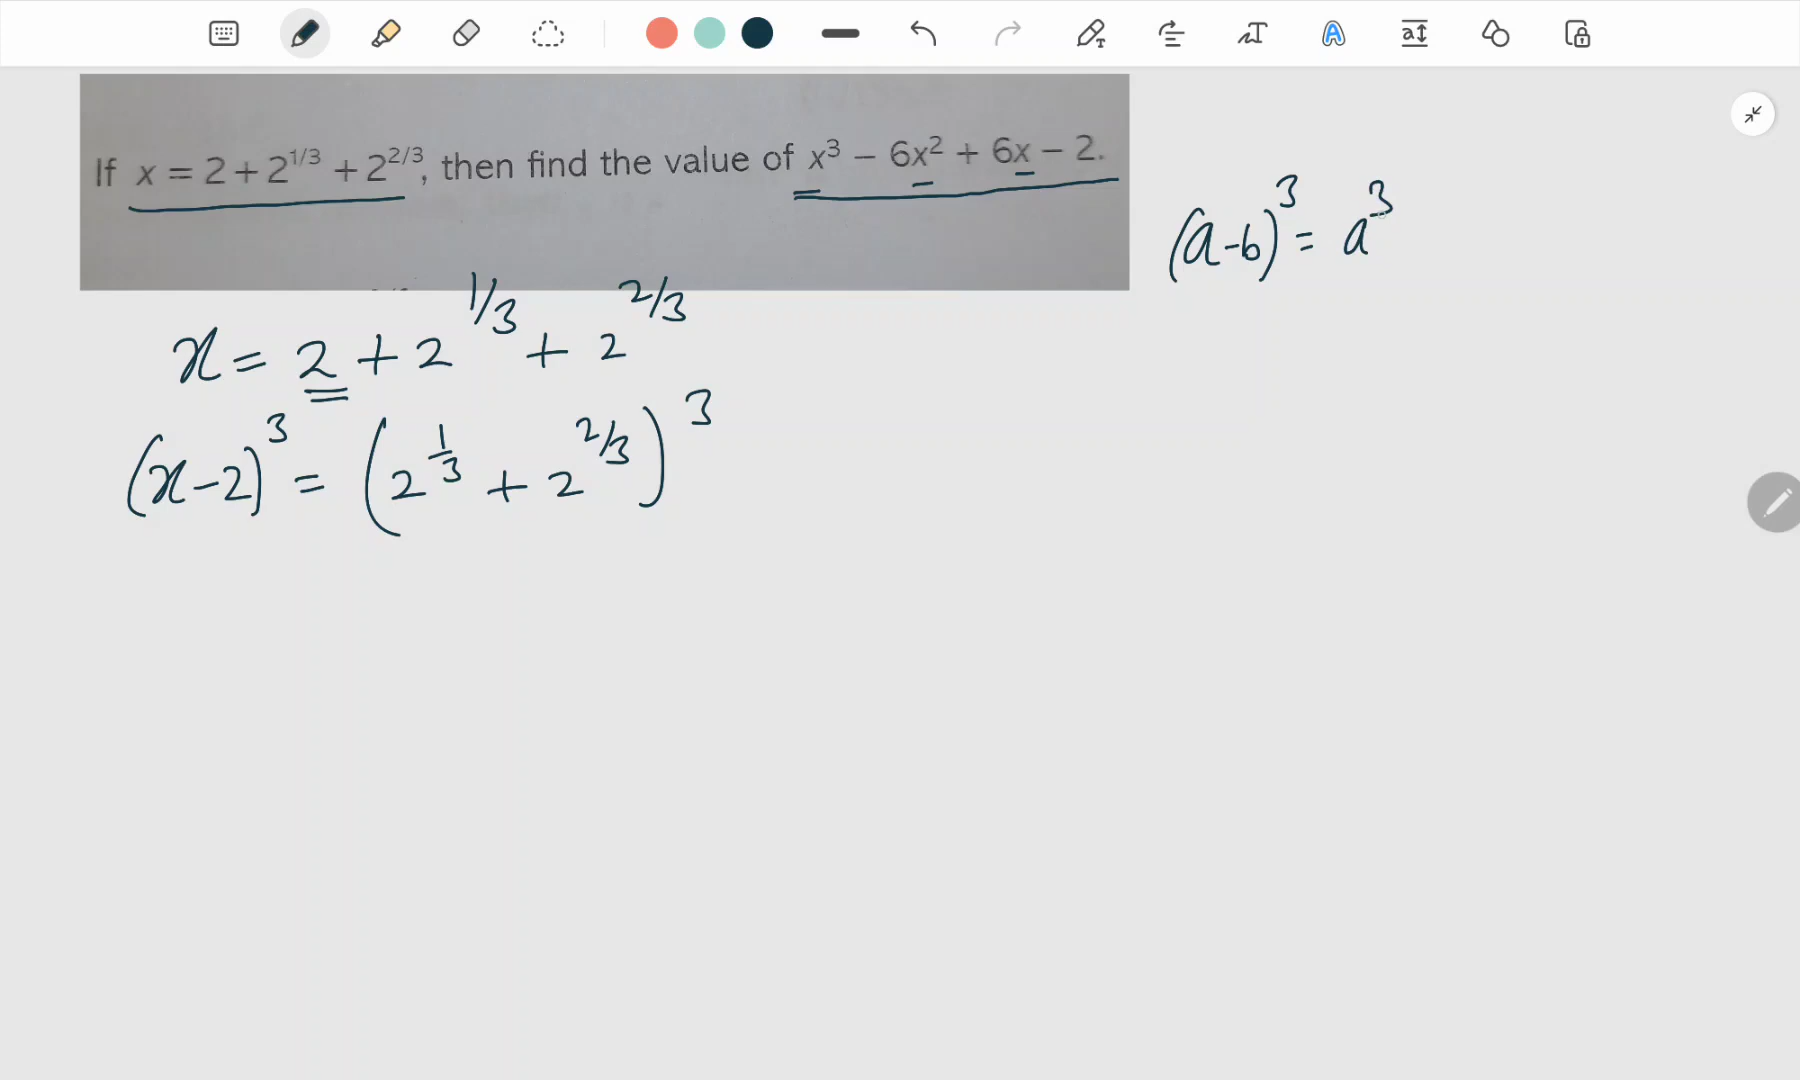 If x = 2 + 2^{1/3} + 2^{2/3}, then find the value of x³ − 6x² + 6x − 2.
(a-b)³ = a³
x = 2 + 2^{1/3} + 2^{2/3}
(x-2)³ = (2^{1/3} + 2^{2/3})³